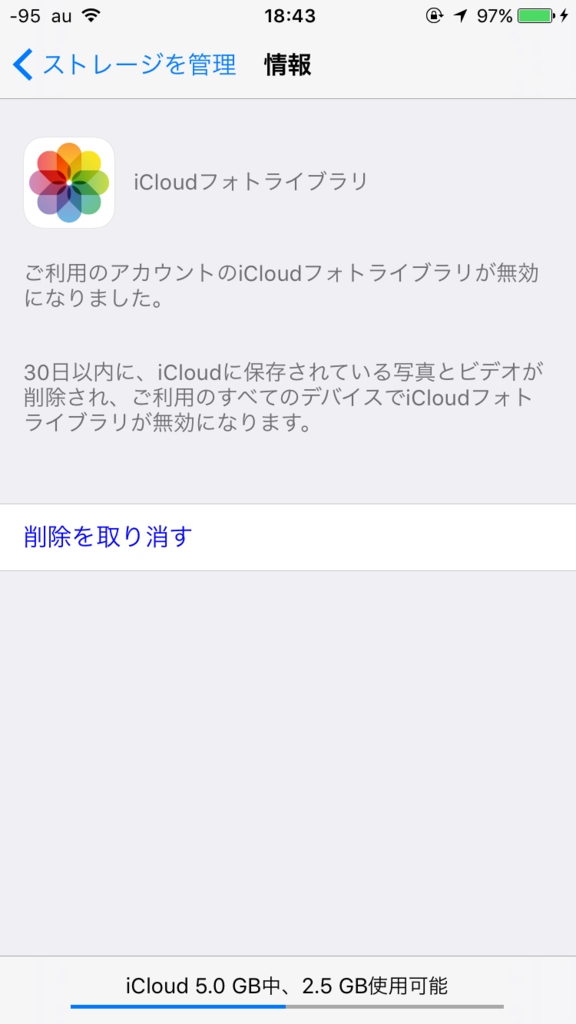 -95 au 18:43 97%
ストレージを管理 情報
iCloudフォトライブラリ
ご利用のアカウントのiCloudフォトライブラリが無効
になりました。
30日以内に、iCloudに保存されている写真とビデオが
削除され、ご利用のすべてのデバイスでiCloudフォト
ライブラリが無効になります。
削除を取り消す
iCloud 5.0 GB中、2.5 GB使用可能